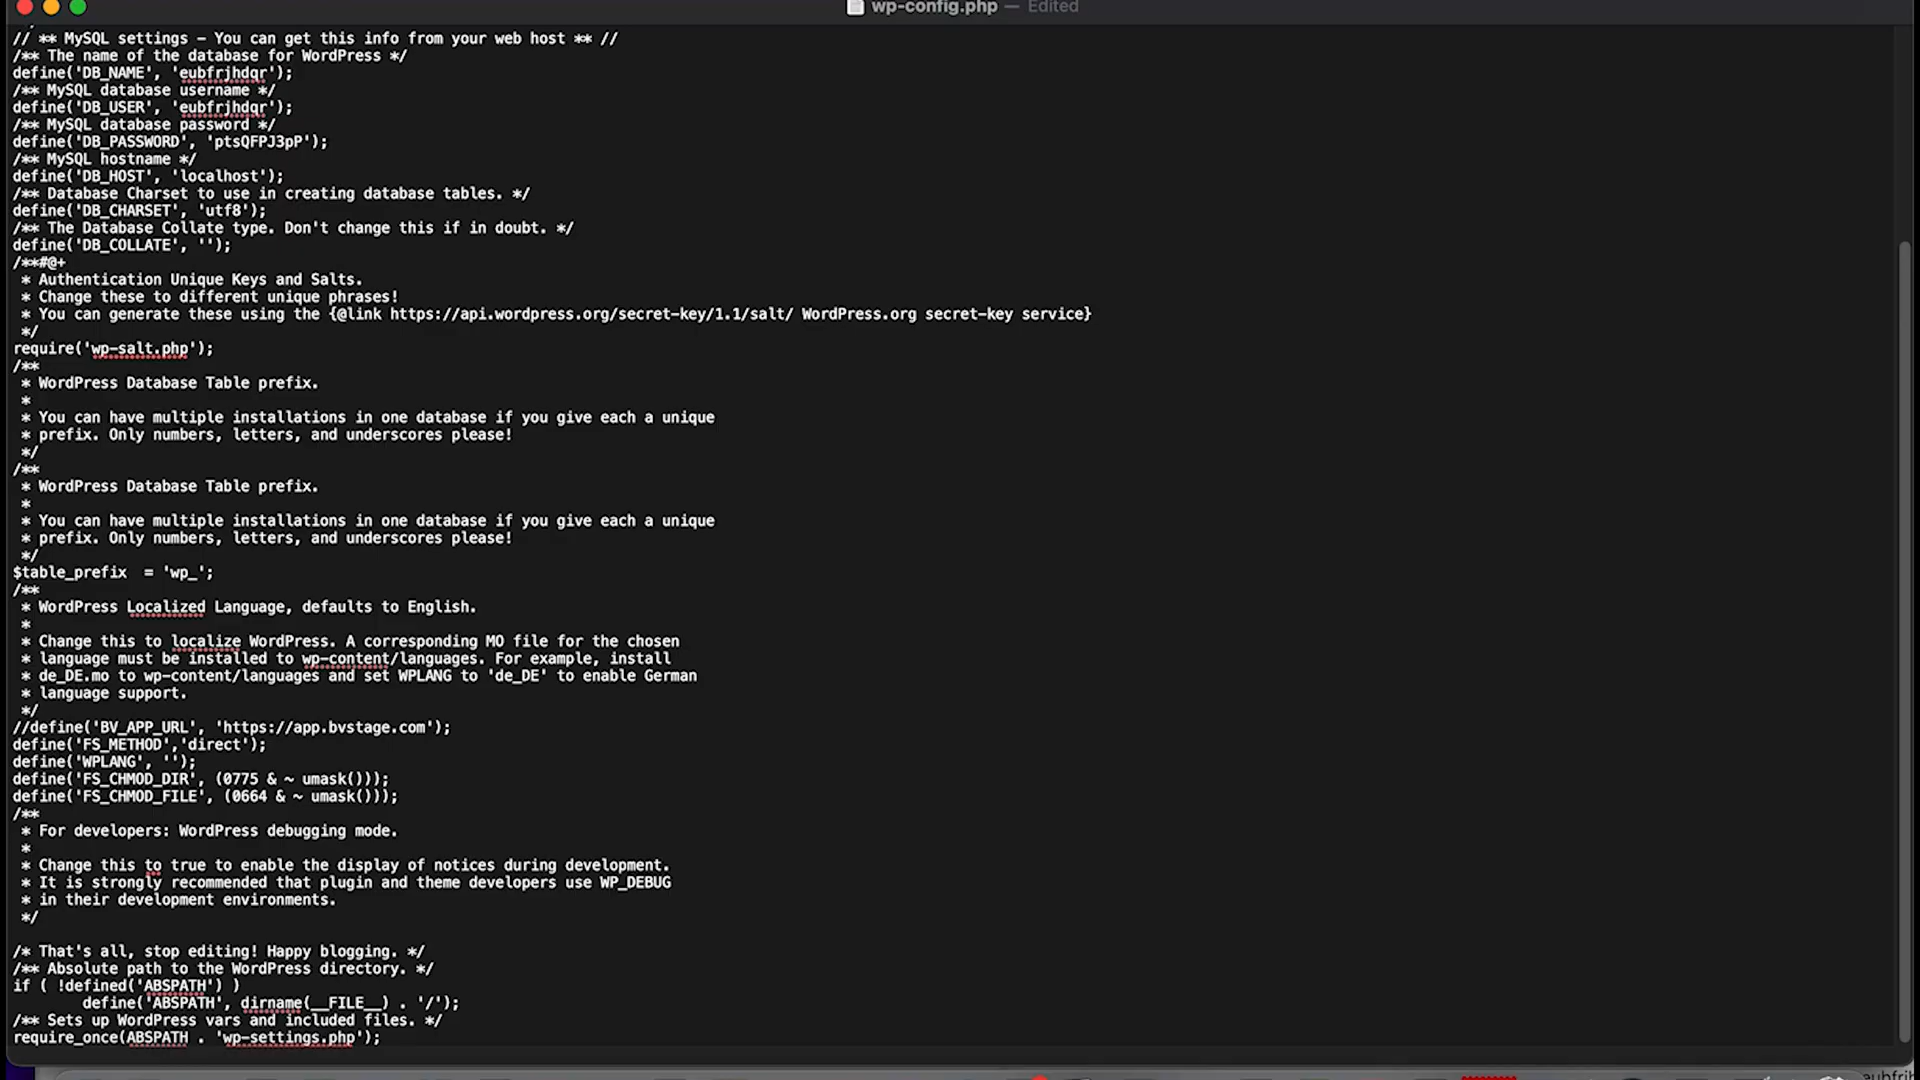 wp-config.php — Edited
// ** MySQL settings – You can get this info from your web host ** //
/** The name of the database for WordPress */
define('DB_NAME', 'eubfrjhdqr');
/** MySQL database username */
define('DB_USER', 'eubfrjhdqr');
/** MySQL database password */
define('DB_PASSWORD', 'ptsQFPJ3pP');
/** MySQL hostname */
define('DB_HOST', 'localhost');
/** Database Charset to use in creating database tables. */
define('DB_CHARSET', 'utf8');
/** The Database Collate type. Don't change this if in doubt. */
define('DB_COLLATE', '');
/**#@+
* Authentication Unique Keys and Salts.
* Change these to different unique phrases!
* You can generate these using the {@link https://api.wordpress.org/secret-key/1.1/salt/ WordPress.org secret-key service}
*/
require('wp-salt.php');
/**
* WordPress Database Table prefix.
*
* You can have multiple installations in one database if you give each a unique
* prefix. Only numbers, letters, and underscores please!
*/
/**
* WordPress Database Table prefix.
*
* You can have multiple installations in one database if you give each a unique
* prefix. Only numbers, letters, and underscores please!
*/
$table_prefix  = 'wp_';
/**
* WordPress Localized Language, defaults to English.
*
* Change this to localize WordPress. A corresponding MO file for the chosen
* language must be installed to wp-content/languages. For example, install
* de_DE.mo to wp-content/languages and set WPLANG to 'de_DE' to enable German
* language support.
*/
//define('BV_APP_URL', 'https://app.bvstage.com');
define('FS_METHOD','direct');
define('WPLANG', '');
define('FS_CHMOD_DIR', (0775 & ~ umask()));
define('FS_CHMOD_FILE', (0664 & ~ umask()));
/**
* For developers: WordPress debugging mode.
*
* Change this to true to enable the display of notices during development.
* It is strongly recommended that plugin and theme developers use WP_DEBUG
* in their development environments.
*/
/* That's all, stop editing! Happy blogging. */
/** Absolute path to the WordPress directory. */
if ( !defined('ABSPATH') )
define('ABSPATH', dirname(__FILE__) . '/');
/** Sets up WordPress vars and included files. */
require_once(ABSPATH . 'wp-settings.php');